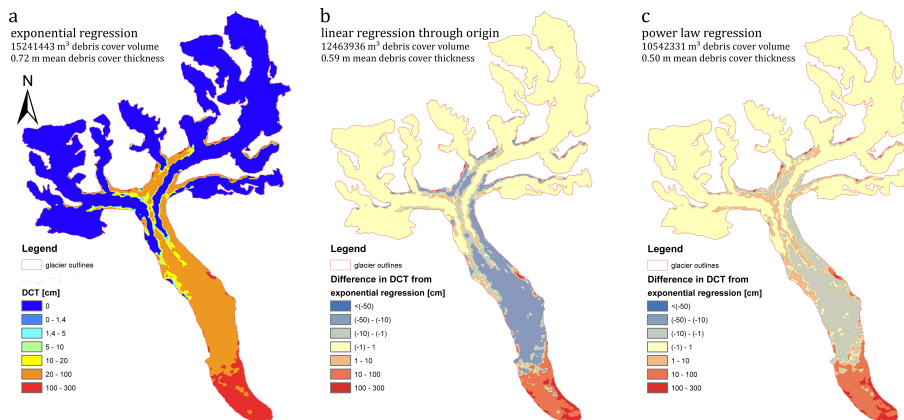 a
exponential regression
15241443 m³ debris cover volume
0.72 m mean debris cover thickness
N
Legend
glacier outlines
DCT [cm]
0
0 - 1,4
1,4 - 5
5 - 10
10 - 20
20 - 100
100 - 300
b
linear regression through origin
12463936 m³ debris cover volume
0.59 m mean debris cover thickness
Legend
glacier outlines
Difference in DCT from
exponential regression [cm]
<(-50)
(-50) - (-10)
(-10) - (-1)
(-1) - 1
1 - 10
10 - 100
100 - 300
c
power law regression
10542331 m³ debris cover volume
0.50 m mean debris cover thickness
Legend
glacier outlines
Difference in DCT from
exponential regression [cm]
<(-50)
(-50) - (-10)
(-10) - (-1)
(-1) - 1
1 - 10
10 - 100
100 - 300